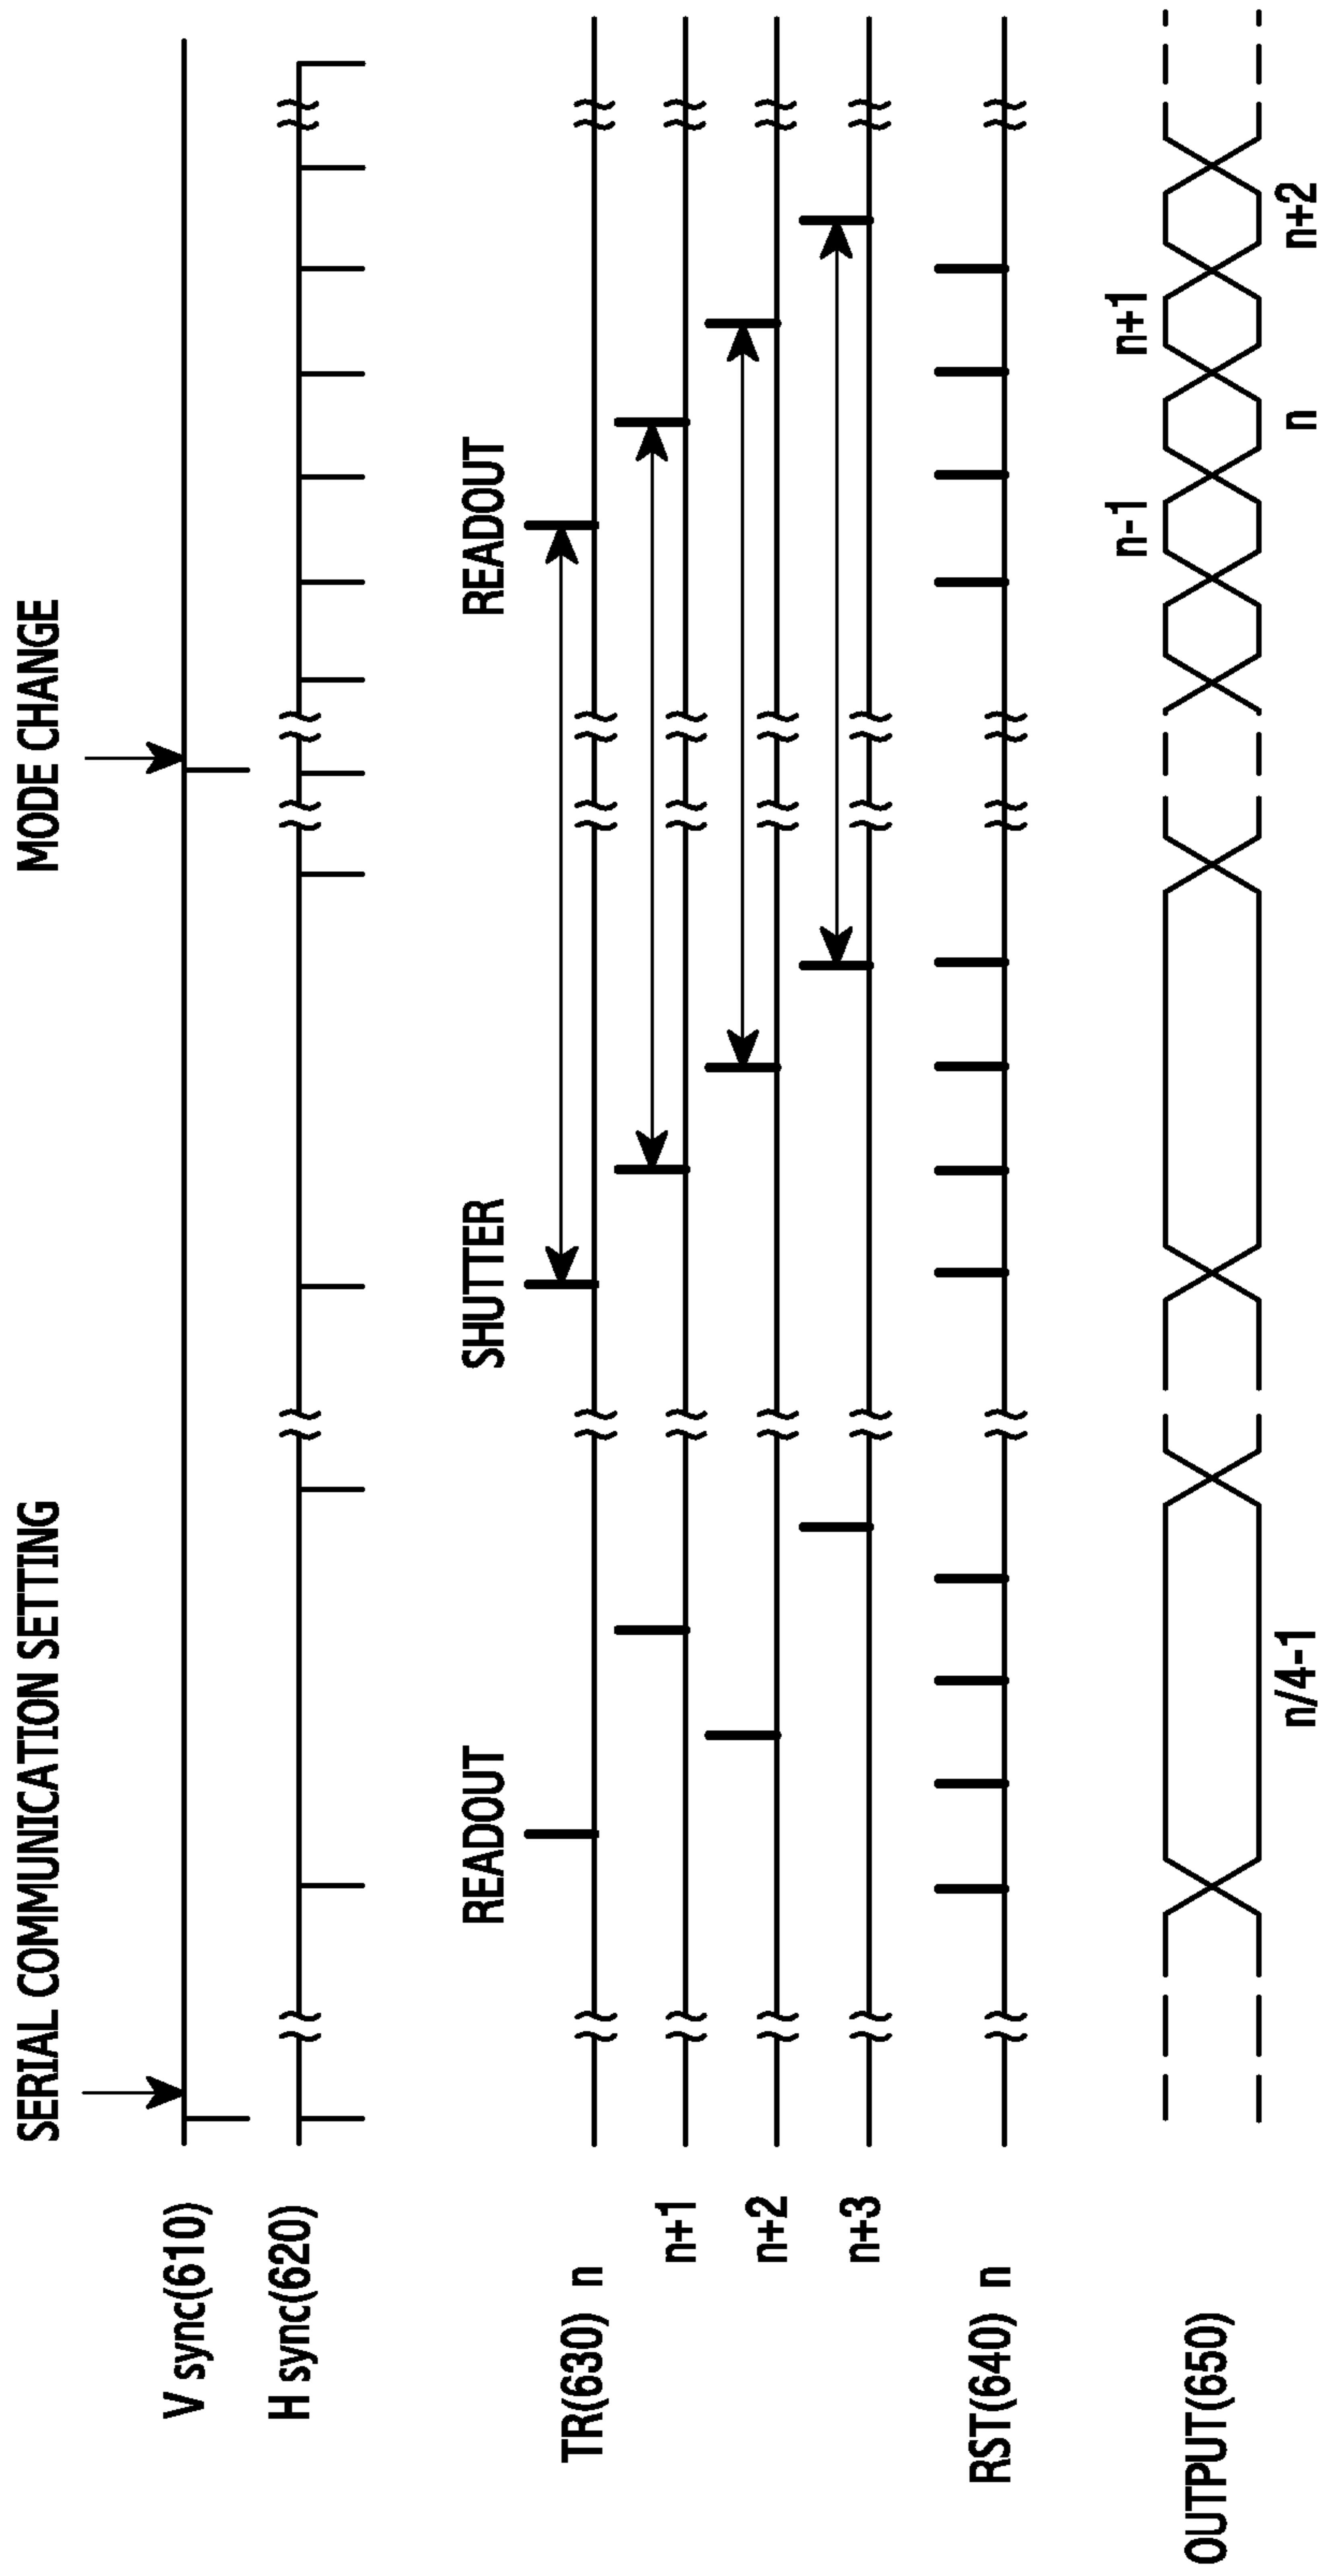 SERIAL COMMUNICATION SETTING
MODE CHANGE
V sync(610)
H sync(620)
READOUT
SHUTTER
READOUT
TR(630) n
n+1
n+2
n+3
RST(640) n
OUTPUT(650)
n-1
n+1
n/4-1
n
n+2